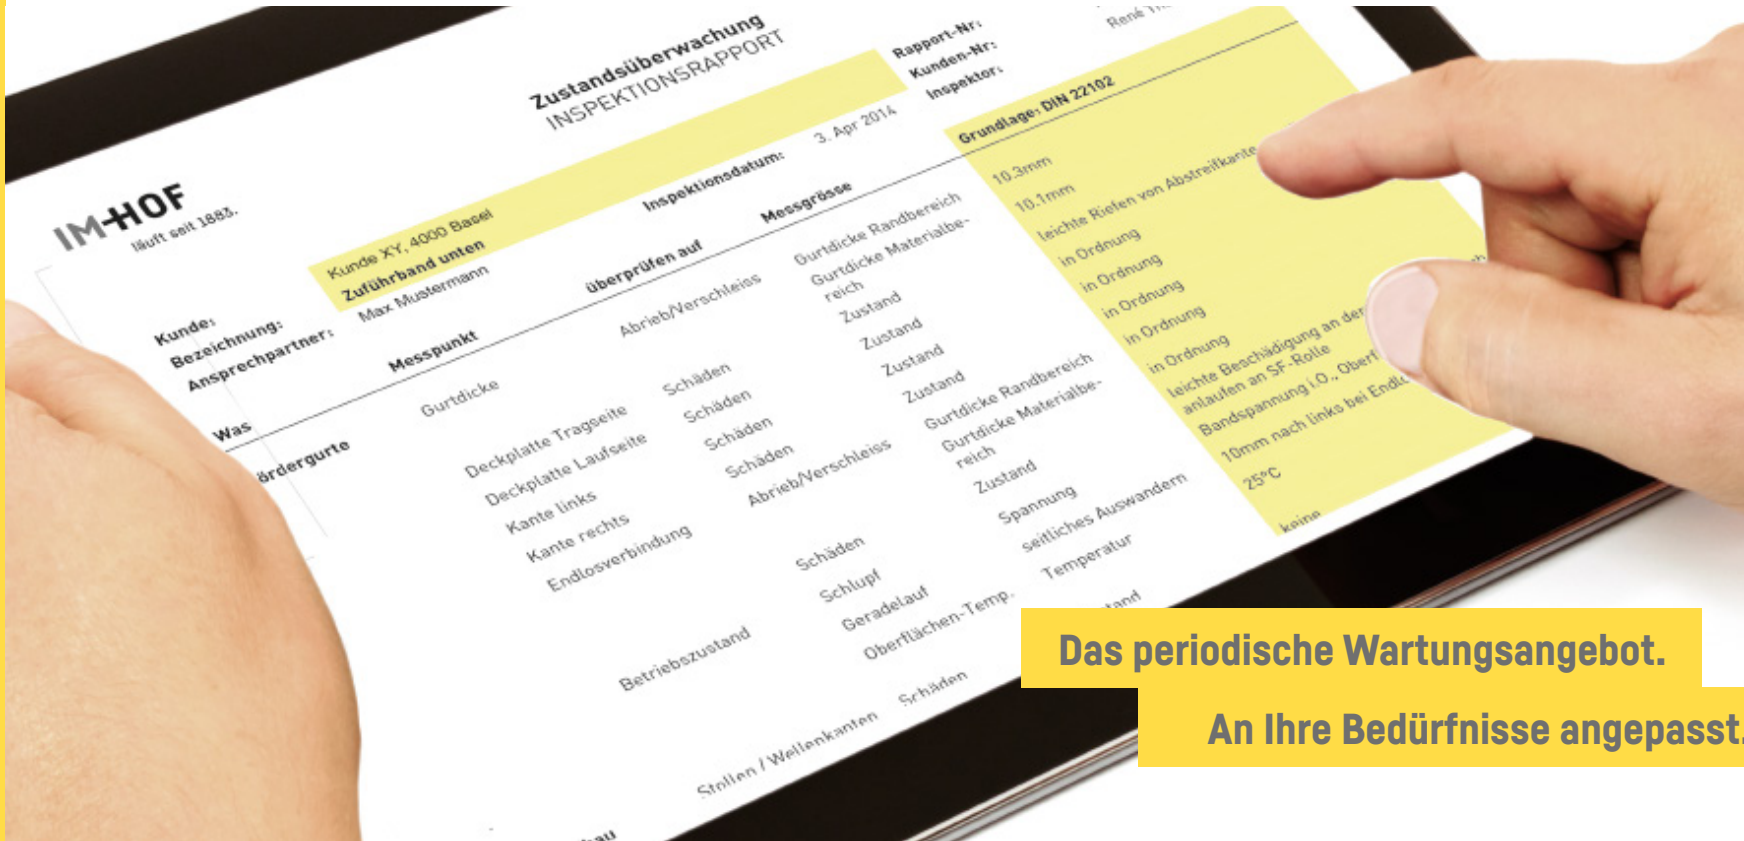 Zustandsüberwachung
INSPEKTIONSRAPPORT
IM-HOF
läuft seit 1883.
Kunde: Kunde XY, 4000 Basel
Bezeichnung: Zuführband unten
Ansprechpartner: Max Mustermann
Rapport-Nr:
Kunden-Nr:
Inspektor: René
Inspektionsdatum: 3. Apr 2014
Was Messpunkt überprüfen auf Messgrösse Grundlage: DIN 22102
ördergurte Gurtdicke Abrieb/Verschleiss Gurtdicke Randbereich 10.3mm
Gurtdicke Materialbe-
reich 10.1mm
Deckplatte Tragseite Schäden Zustand leichte Riefen von Abstreifkante
Deckplatte Laufseite Schäden Zustand in Ordnung
Kante links Schäden Zustand in Ordnung
Kante rechts Schäden Zustand in Ordnung
Endlosverbindung Abrieb/Verschleiss Gurtdicke Randbereich in Ordnung
Gurtdicke Materialbe-
reich in Ordnung
Schäden Zustand leichte Beschädigung an der
anlaufen an SF-Rolle
Betriebszustand Schlupf Spannung Bandspannung i.O., Oberf
Geradelauf seitliches Auswandern 10mm nach links bei Endlo
Oberflächen-Temp. Temperatur 25°C
Stollen / Wellenkanten Schäden stand keine
Das periodische Wartungsangebot.
An Ihre Bedürfnisse angepasst.